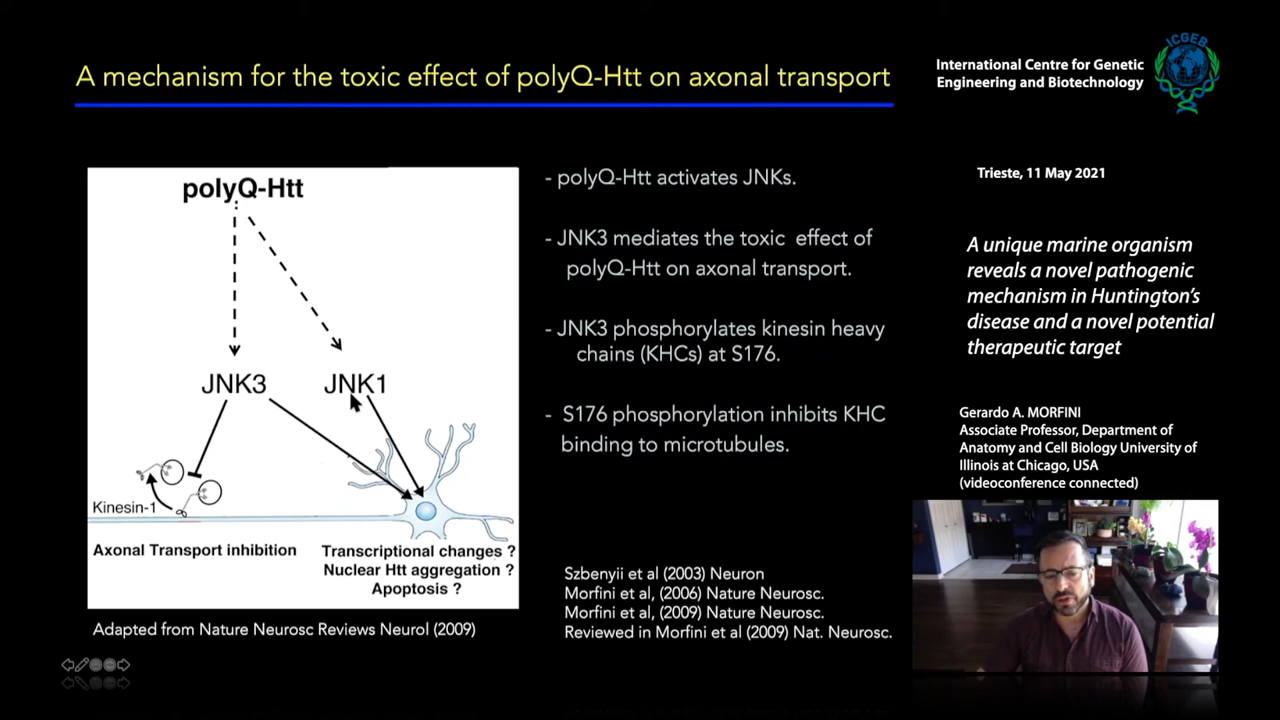 A mechanism for the toxic effect of polyQ-Htt on axonal transport
polyQ-Htt
JNK3
JNK1
Kinesin-1
Axonal Transport inhibition
Transcriptional changes ?
Nuclear Htt aggregation ?
Apoptosis ?
Adapted from Nature Neurosc Reviews Neurol (2009)
- polyQ-Htt activates JNKs.
- JNK3 mediates the toxic effect of
polyQ-Htt on axonal transport.
- JNK3 phosphorylates kinesin heavy
chains (KHCs) at S176.
- S176 phosphorylation inhibits KHC
binding to microtubules.
Szbenyii et al (2003) Neuron
Morfini et al, (2006) Nature Neurosc.
Morfini et al, (2009) Nature Neurosc.
Reviewed in Morfini et al (2009) Nat. Neurosc.
International Centre for Genetic
Engineering and Biotechnology
ICGEB
Trieste, 11 May 2021
A unique marine organism
reveals a novel pathogenic
mechanism in Huntington's
disease and a novel potential
therapeutic target
Gerardo A. MORFINI
Associate Professor, Department of
Anatomy and Cell Biology University of
Illinois at Chicago, USA
(videoconference connected)